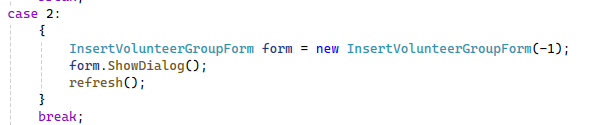 case 2:
{
InsertVolunteerGroupForm form = new InsertVolunteerGroupForm(-1);
form.ShowDialog();
refresh();
}
break;